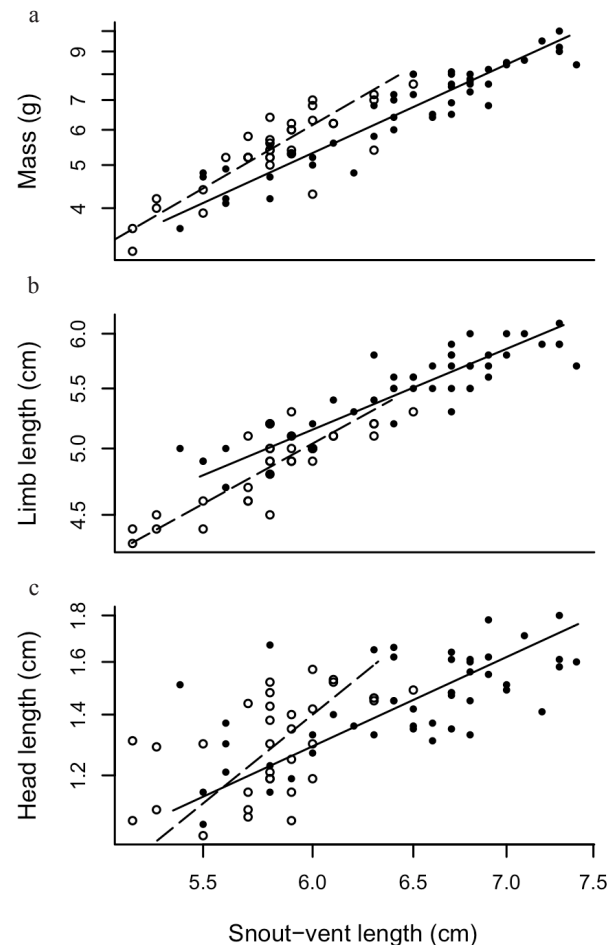 a
Mass (g)
9
7
6
5
4
b
Limb length (cm)
6.0
5.5
5.0
4.5
c
Head length (cm)
1.8
1.6
1.4
1.2
5.5 6.0 6.5 7.0 7.5
Snout−vent length (cm)